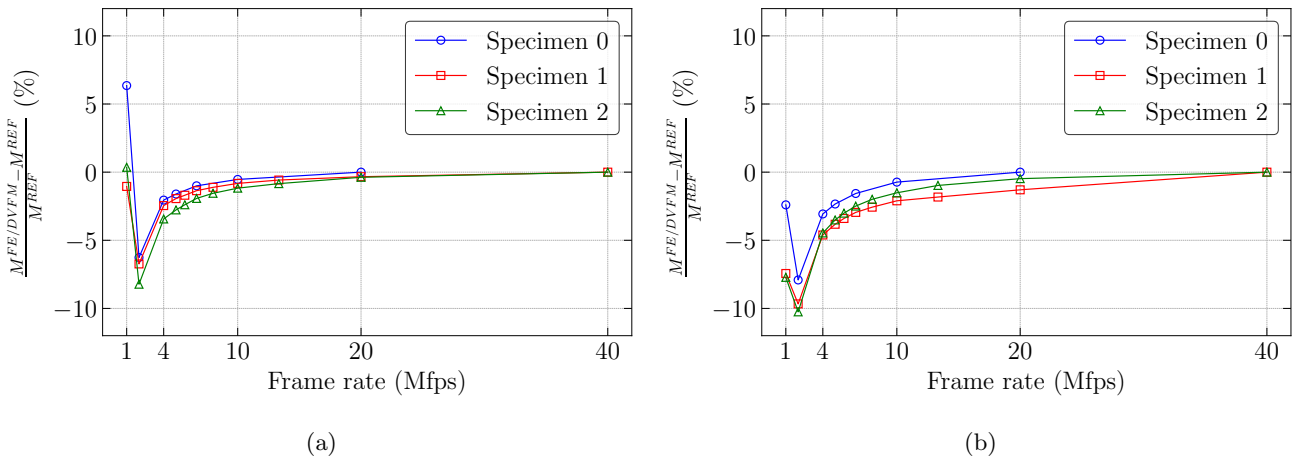 10
5
0
−5
−10
M^{FE/DVFM}−M^{REF}
M^{REF} (%)
Specimen 0
Specimen 1
Specimen 2
1 4 10 20 40
Frame rate (Mfps)
(a)
10
5
0
−5
−10
M^{FE/DVFM}−M^{REF}
M^{REF} (%)
Specimen 0
Specimen 1
Specimen 2
1 4 10 20 40
Frame rate (Mfps)
(b)